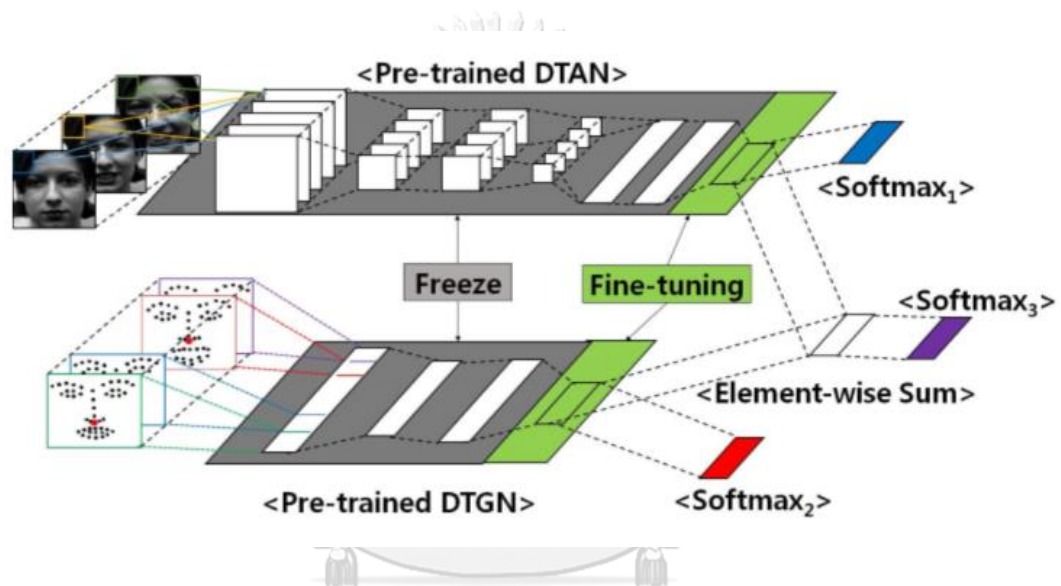 <Pre-trained DTAN>
<Softmax₁>
Freeze
Fine-tuning
<Softmax₃>
<Element-wise Sum>
<Pre-trained DTGN>
<Softmax₂>